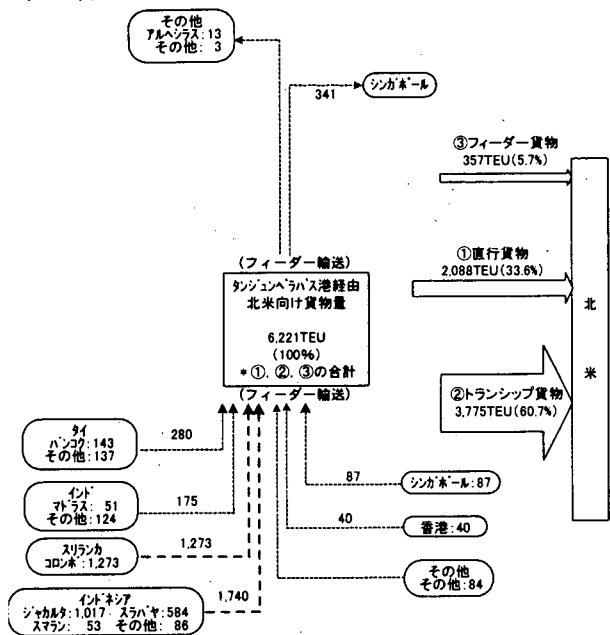 その他
アルヘシラス:13
その他: 3
341
シンガポール
③フィーダー貨物
357TEU(5.7%)
(フィーダー輸送)
タンジュンペラパス港経由
北米向け貨物量
6,221TEU
(100%)
*①、②、③の合計
(フィーダー輸送)
①直行貨物
2,088TEU(33.6%)
北
米
②トランシップ貨物
3,775TEU(60.7%)
タイ
バンコク:143
その他:137
280
インド
マドラス: 51
その他:124
175
スリランカ
コロンボ:1,273
1,273
インドネシア
ジャカルタ:1,017 スラバヤ:584
スマラン: 53 その他: 86
1,740
87
シンガポール:87
40
香港:40
その他
その他:84